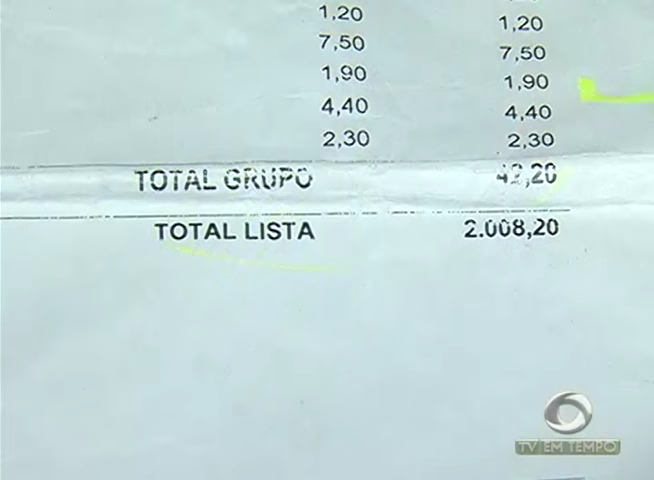 1,20 1,20
7,50 7,50
1,90 1,90
4,40 4,40
2,30 2,30
TOTAL GRUPO 42,20
TOTAL LISTA 2.008,20
TV EM TEMPO